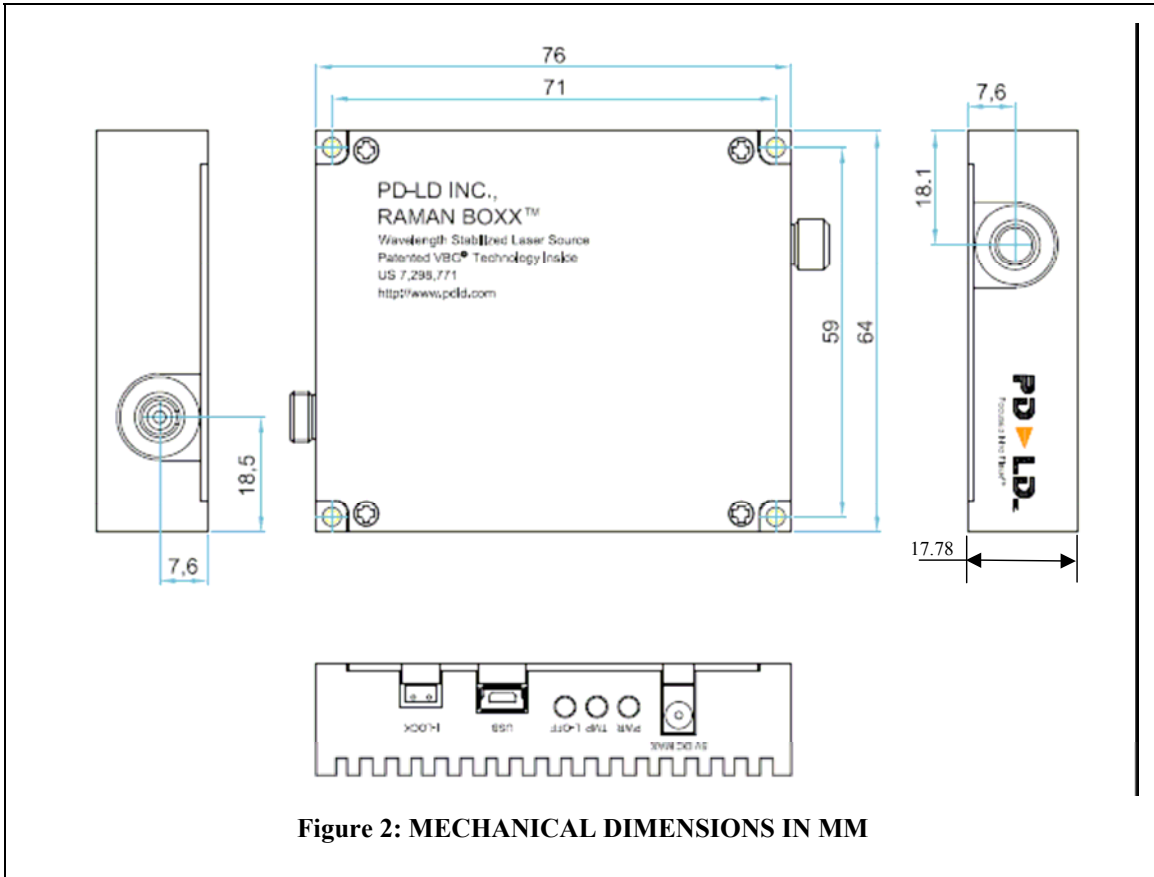 76
71
7,6
18.1
PD-LD INC.,
RAMAN BOXX™
Wavelength Stabilized Laser Source
Patented VBG® Technology Inside
US 7,298,771
http://www.pdld.com
59
64
18,5
7,6
PD LD INC
17.78
I-LOCK
USB
L-OFF
TMP
PWR
5V DC MAX
Figure 2: MECHANICAL DIMENSIONS IN MM